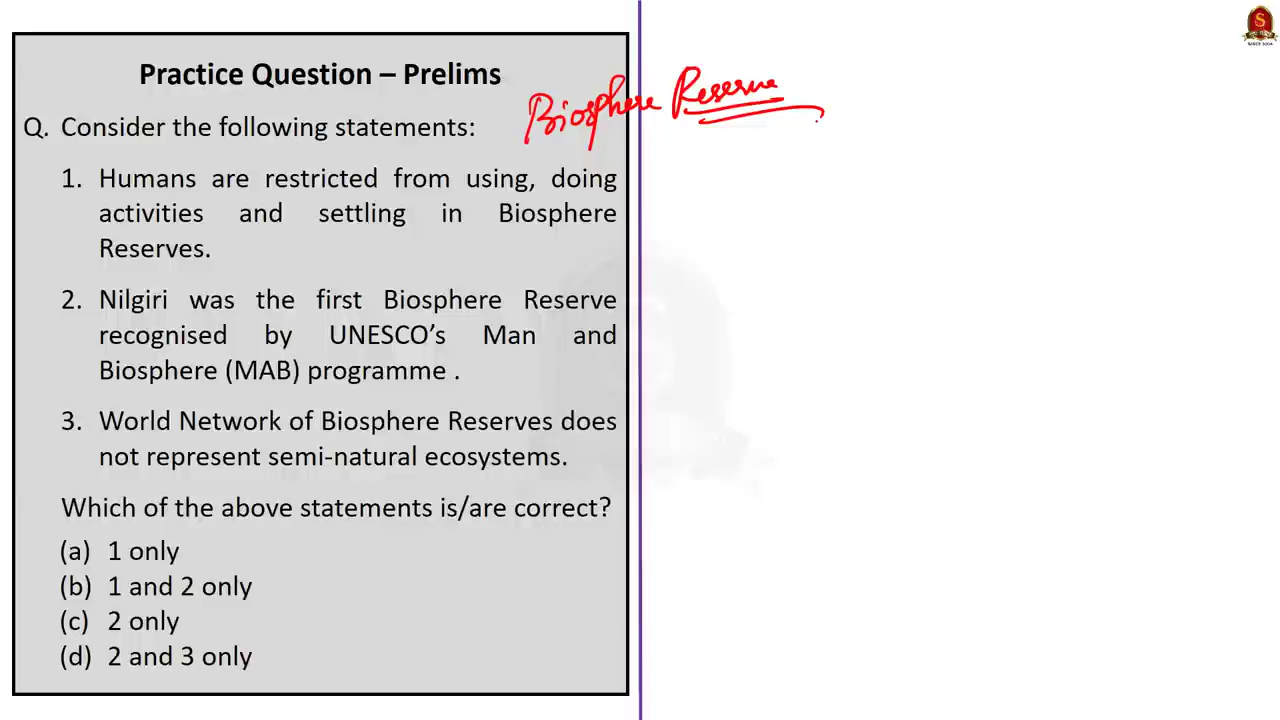 Practice Question – Prelims
Biosphere Reserve
Q. Consider the following statements:
1. Humans are restricted from using, doing
activities and settling in Biosphere
Reserves.
2. Nilgiri was the first Biosphere Reserve
recognised by UNESCO’s Man and
Biosphere (MAB) programme .
3. World Network of Biosphere Reserves does
not represent semi-natural ecosystems.
Which of the above statements is/are correct?
(a) 1 only
(b) 1 and 2 only
(c) 2 only
(d) 2 and 3 only
S